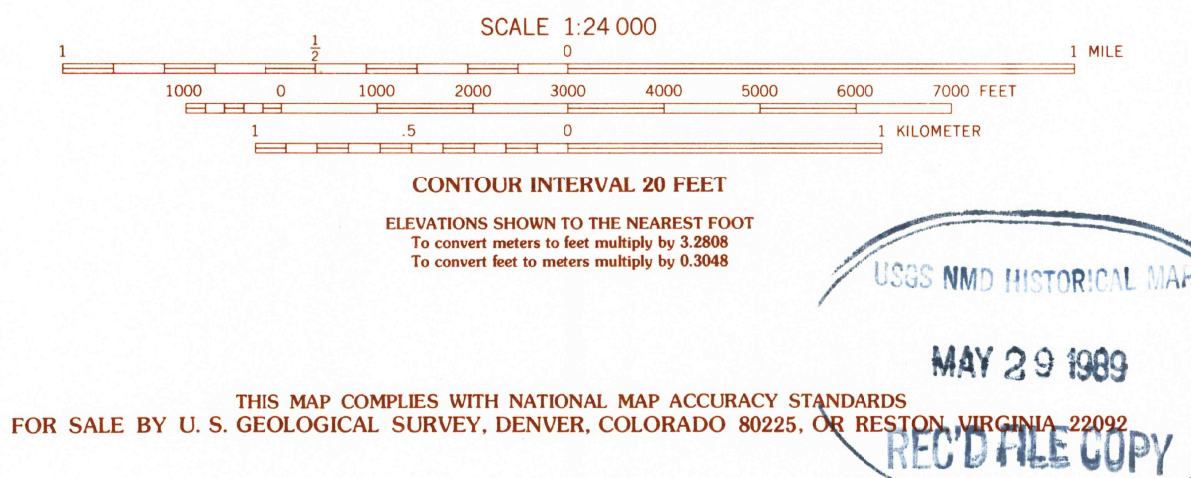 SCALE 1:24 000
1 ½ 0 1 MILE
1000 0 1000 2000 3000 4000 5000 6000 7000 FEET
1 .5 0 1 KILOMETER
CONTOUR INTERVAL 20 FEET
ELEVATIONS SHOWN TO THE NEAREST FOOT
To convert meters to feet multiply by 3.2808
To convert feet to meters multiply by 0.3048
USGS NMD HISTORICAL MAP
MAY 29 1989
THIS MAP COMPLIES WITH NATIONAL MAP ACCURACY STANDARDS
FOR SALE BY U. S. GEOLOGICAL SURVEY, DENVER, COLORADO 80225, OR RESTON, VIRGINIA 22092
REC'D FILE COPY